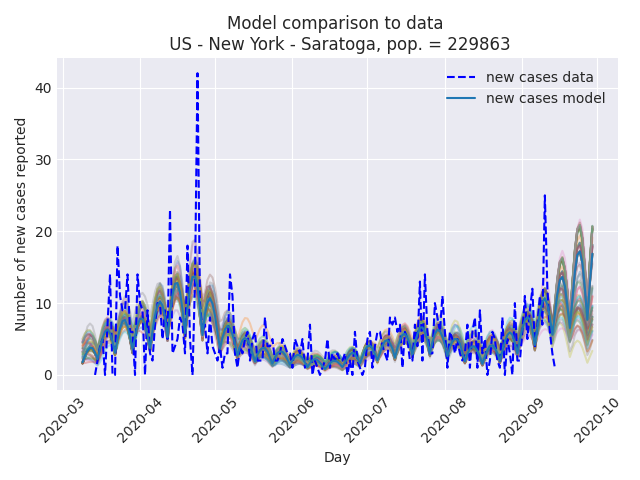 Model comparison to data
US - New York - Saratoga, pop. = 229863
new cases data
new cases model
Number of new cases reported
40
30
20
10
0
2020-03
2020-04
2020-05
2020-06
2020-07
2020-08
2020-09
2020-10
Day